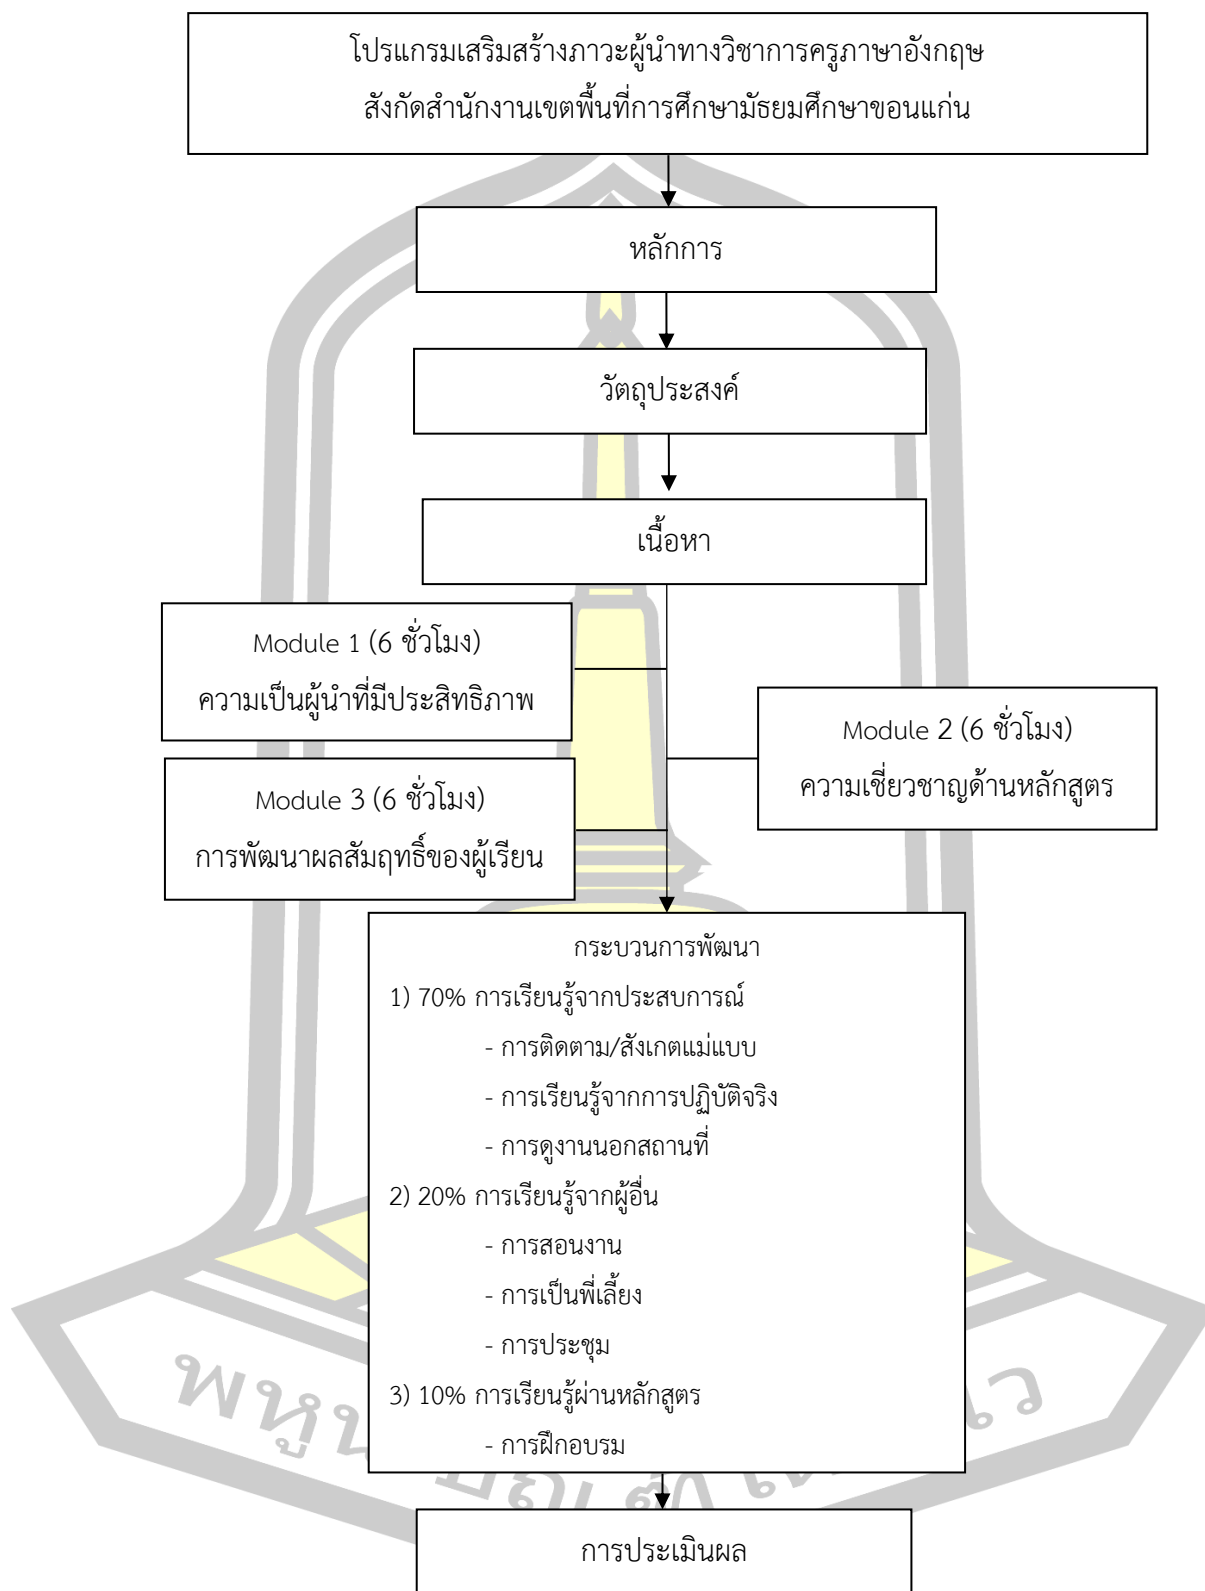 โปรแกรมเสริมสร้างภาวะผู้นำทางวิชาการครูภาษาอังกฤษ
สังกัดสำนักงานเขตพื้นที่การศึกษามัธยมศึกษาขอนแก่น
หลักการ
วัตถุประสงค์
เนื้อหา
Module 1 (6 ชั่วโมง)
ความเป็นผู้นำที่มีประสิทธิภาพ
Module 2 (6 ชั่วโมง)
ความเชี่ยวชาญด้านหลักสูตร
Module 3 (6 ชั่วโมง)
การพัฒนาผลสัมฤทธิ์ของผู้เรียน
กระบวนการพัฒนา
1) 70% การเรียนรู้จากประสบการณ์
- การติดตาม/สังเกตแม่แบบ
- การเรียนรู้จากการปฏิบัติจริง
- การดูงานนอกสถานที่
2) 20% การเรียนรู้จากผู้อื่น
- การสอนงาน
- การเป็นพี่เลี้ยง
- การประชุม
3) 10% การเรียนรู้ผ่านหลักสูตร
- การฝึกอบรม
การประเมินผล